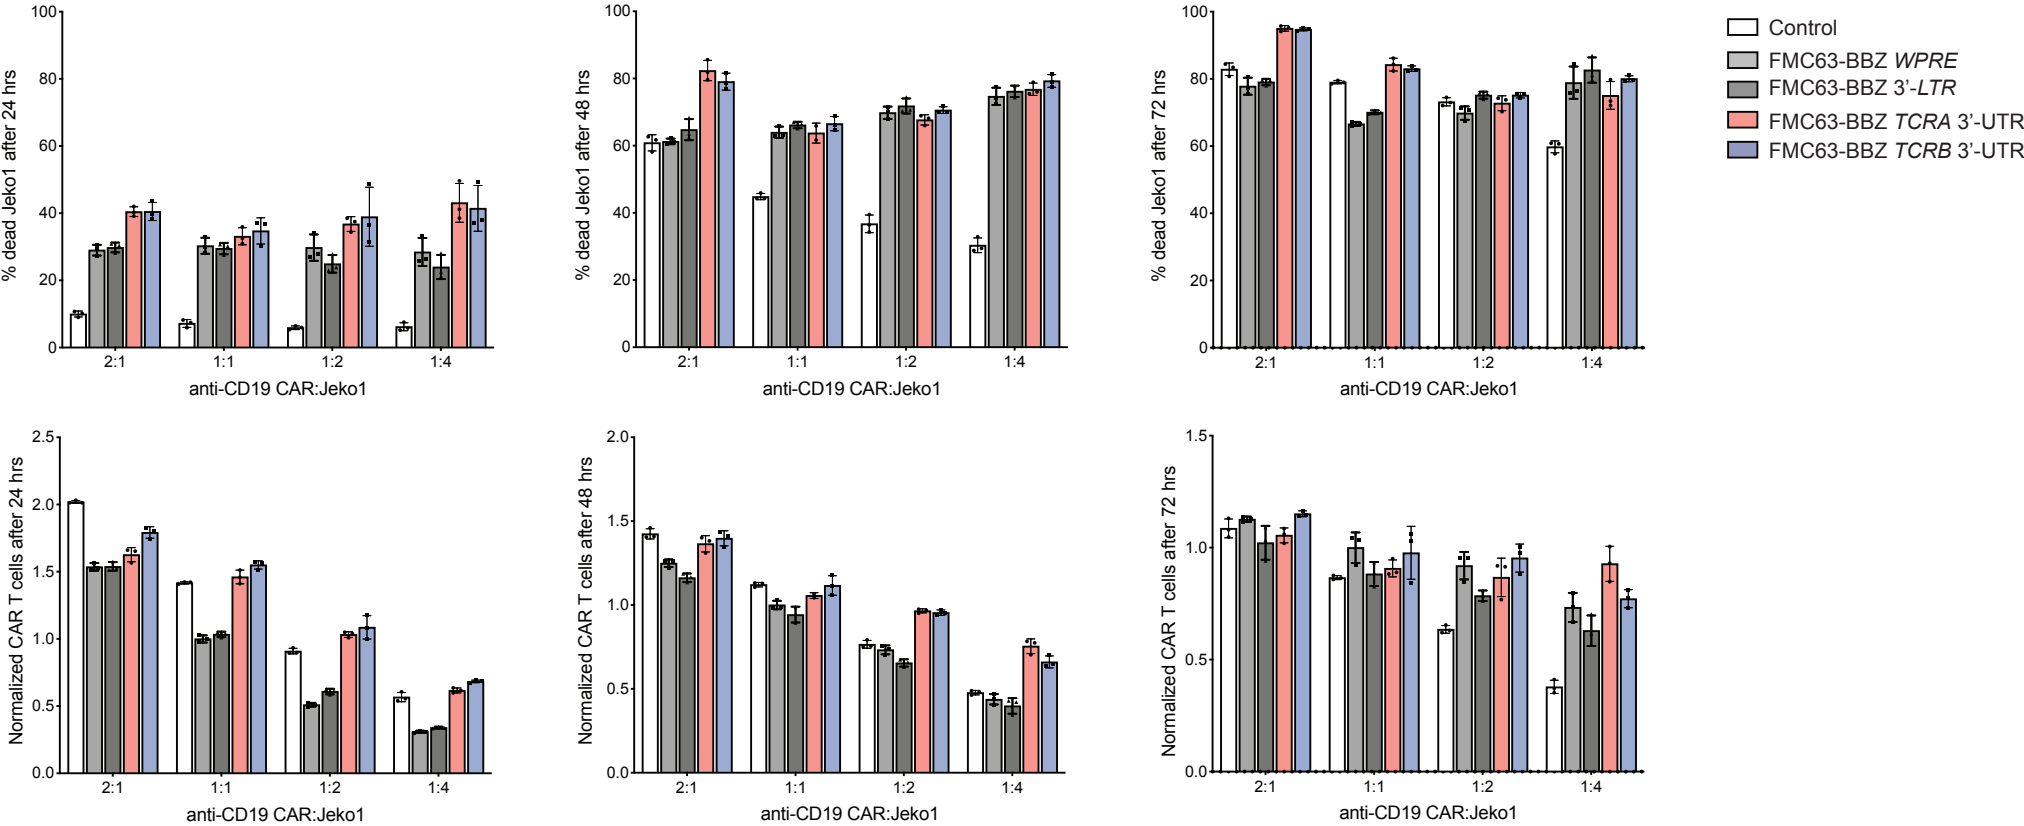 % dead Jeko1 after 24 hrs
100
80
60
40
20
0
2:1 1:1 1:2 1:4
anti-CD19 CAR:Jeko1
% dead Jeko1 after 48 hrs
100
80
60
40
20
0
2:1 1:1 1:2 1:4
anti-CD19 CAR:Jeko1
% dead Jeko1 after 72 hrs
100
80
60
40
20
0
2:1 1:1 1:2 1:4
anti-CD19 CAR:Jeko1
Control
FMC63-BBZ WPRE
FMC63-BBZ 3’-LTR
FMC63-BBZ TCRA 3’-UTR
FMC63-BBZ TCRB 3’-UTR
Normalized CAR T cells after 24 hrs
2.5
2.0
1.5
1.0
0.5
0.0
2:1 1:1 1:2 1:4
anti-CD19 CAR:Jeko1
Normalized CAR T cells after 48 hrs
2.0
1.5
1.0
0.5
0.0
2:1 1:1 1:2 1:4
anti-CD19 CAR:Jeko1
Normalized CAR T cells after 72 hrs
1.5
1.0
0.5
0.0
2:1 1:1 1:2 1:4
anti-CD19 CAR:Jeko1